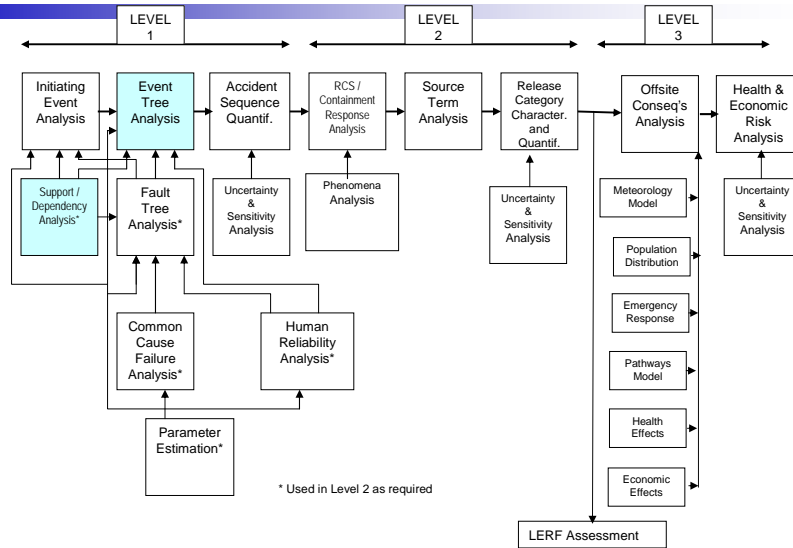 LEVEL
1
LEVEL
2
LEVEL
3
Initiating
Event
Analysis
Event
Tree
Analysis
Accident
Sequence
Quantif.
RCS /
Containment
Response
Analysis
Source
Term
Analysis
Release
Category
Character.
and
Quantif.
Offsite
Conseq's
Analysis
Health &
Economic
Risk
Analysis
Support /
Dependency
Analysis*
Fault
Tree
Analysis*
Uncertainty
&
Sensitivity
Analysis
Phenomena
Analysis
Uncertainty
&
Sensitivity
Analysis
Meteorology
Model
Uncertainty
&
Sensitivity
Analysis
Population
Distribution
Emergency
Response
Common
Cause
Failure
Analysis*
Human
Reliability
Analysis*
Pathways
Model
Parameter
Estimation*
Health
Effects
Economic
Effects
* Used in Level 2 as required
LERF Assessment